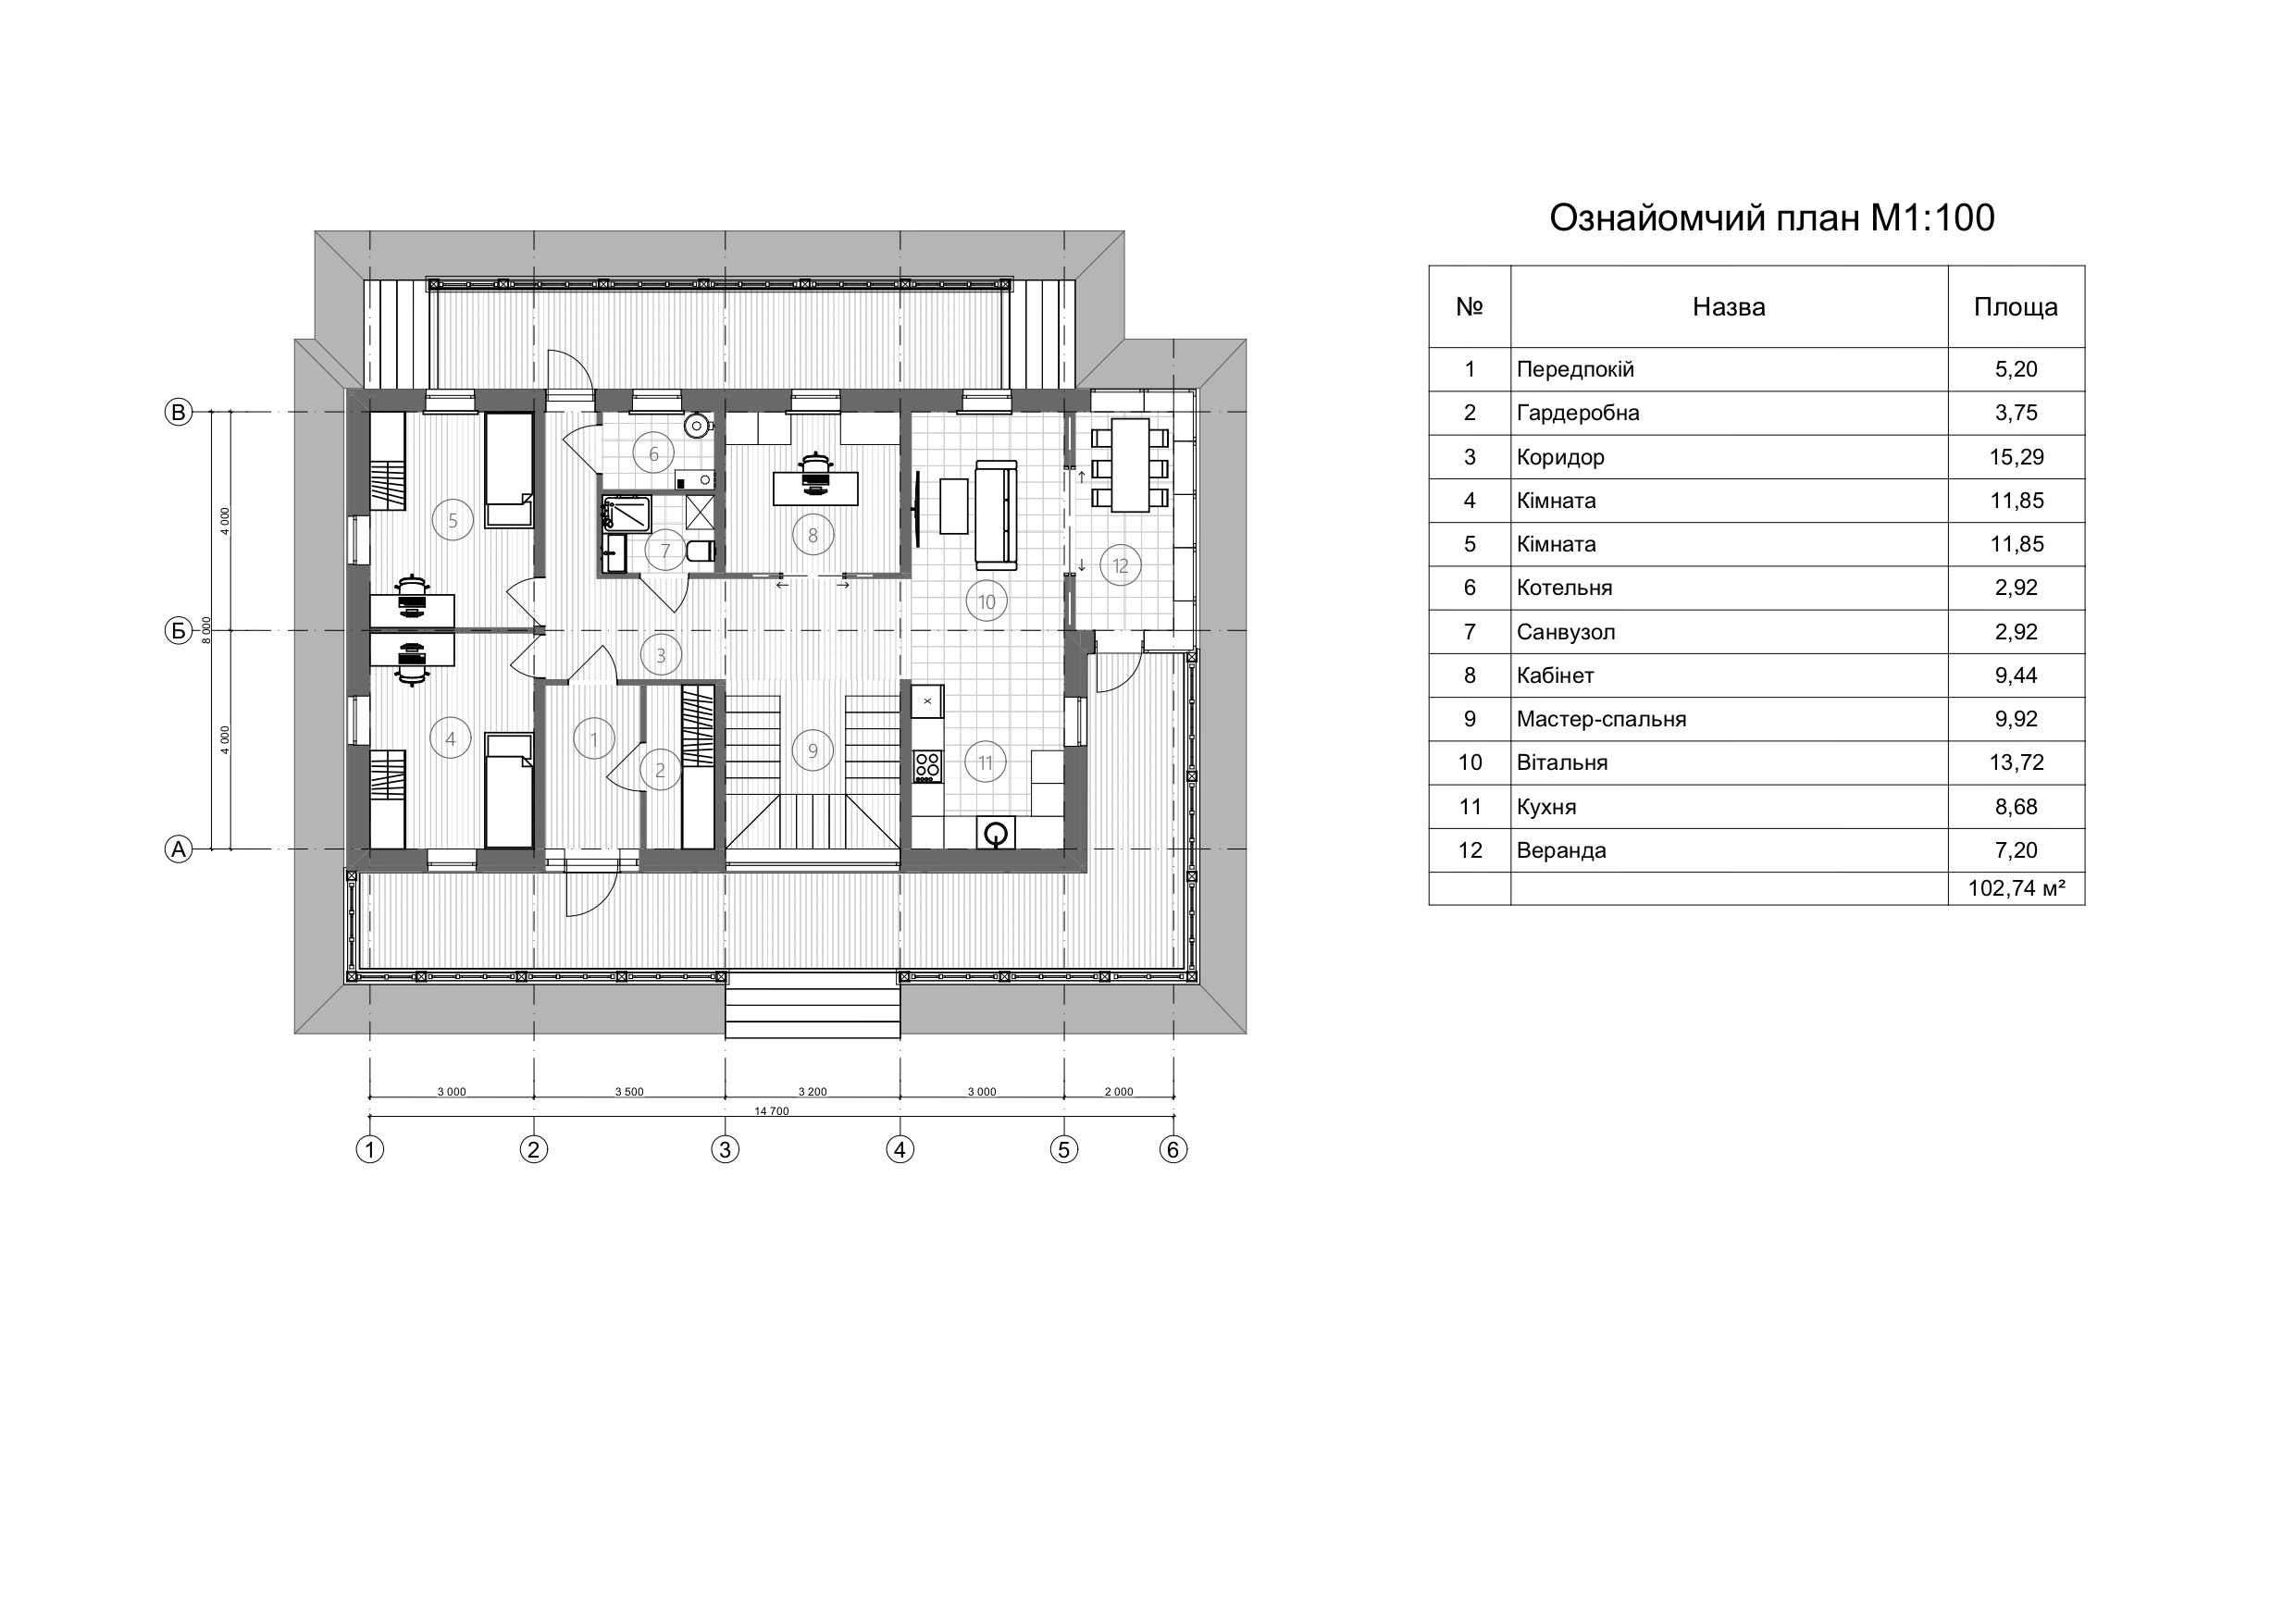 Ознайомчий план М1:100
№ Назва Площа
1 Передпокій 5,20
2 Гардеробна 3,75
3 Коридор 15,29
4 Кімната 11,85
5 Кімната 11,85
6 Котельня 2,92
7 Санвузол 2,92
8 Кабінет 9,44
9 Мастер-спальня 9,92
10 Вітальня 13,72
11 Кухня 8,68
12 Веранда 7,20
102,74 м²
В
Б
А
4 000
8 000
4 000
6
5
7
8
12
10
3
4
1
2
9
11
x
3 000 3 500 3 200 3 000 2 000
14 700
1 2 3 4 5 6